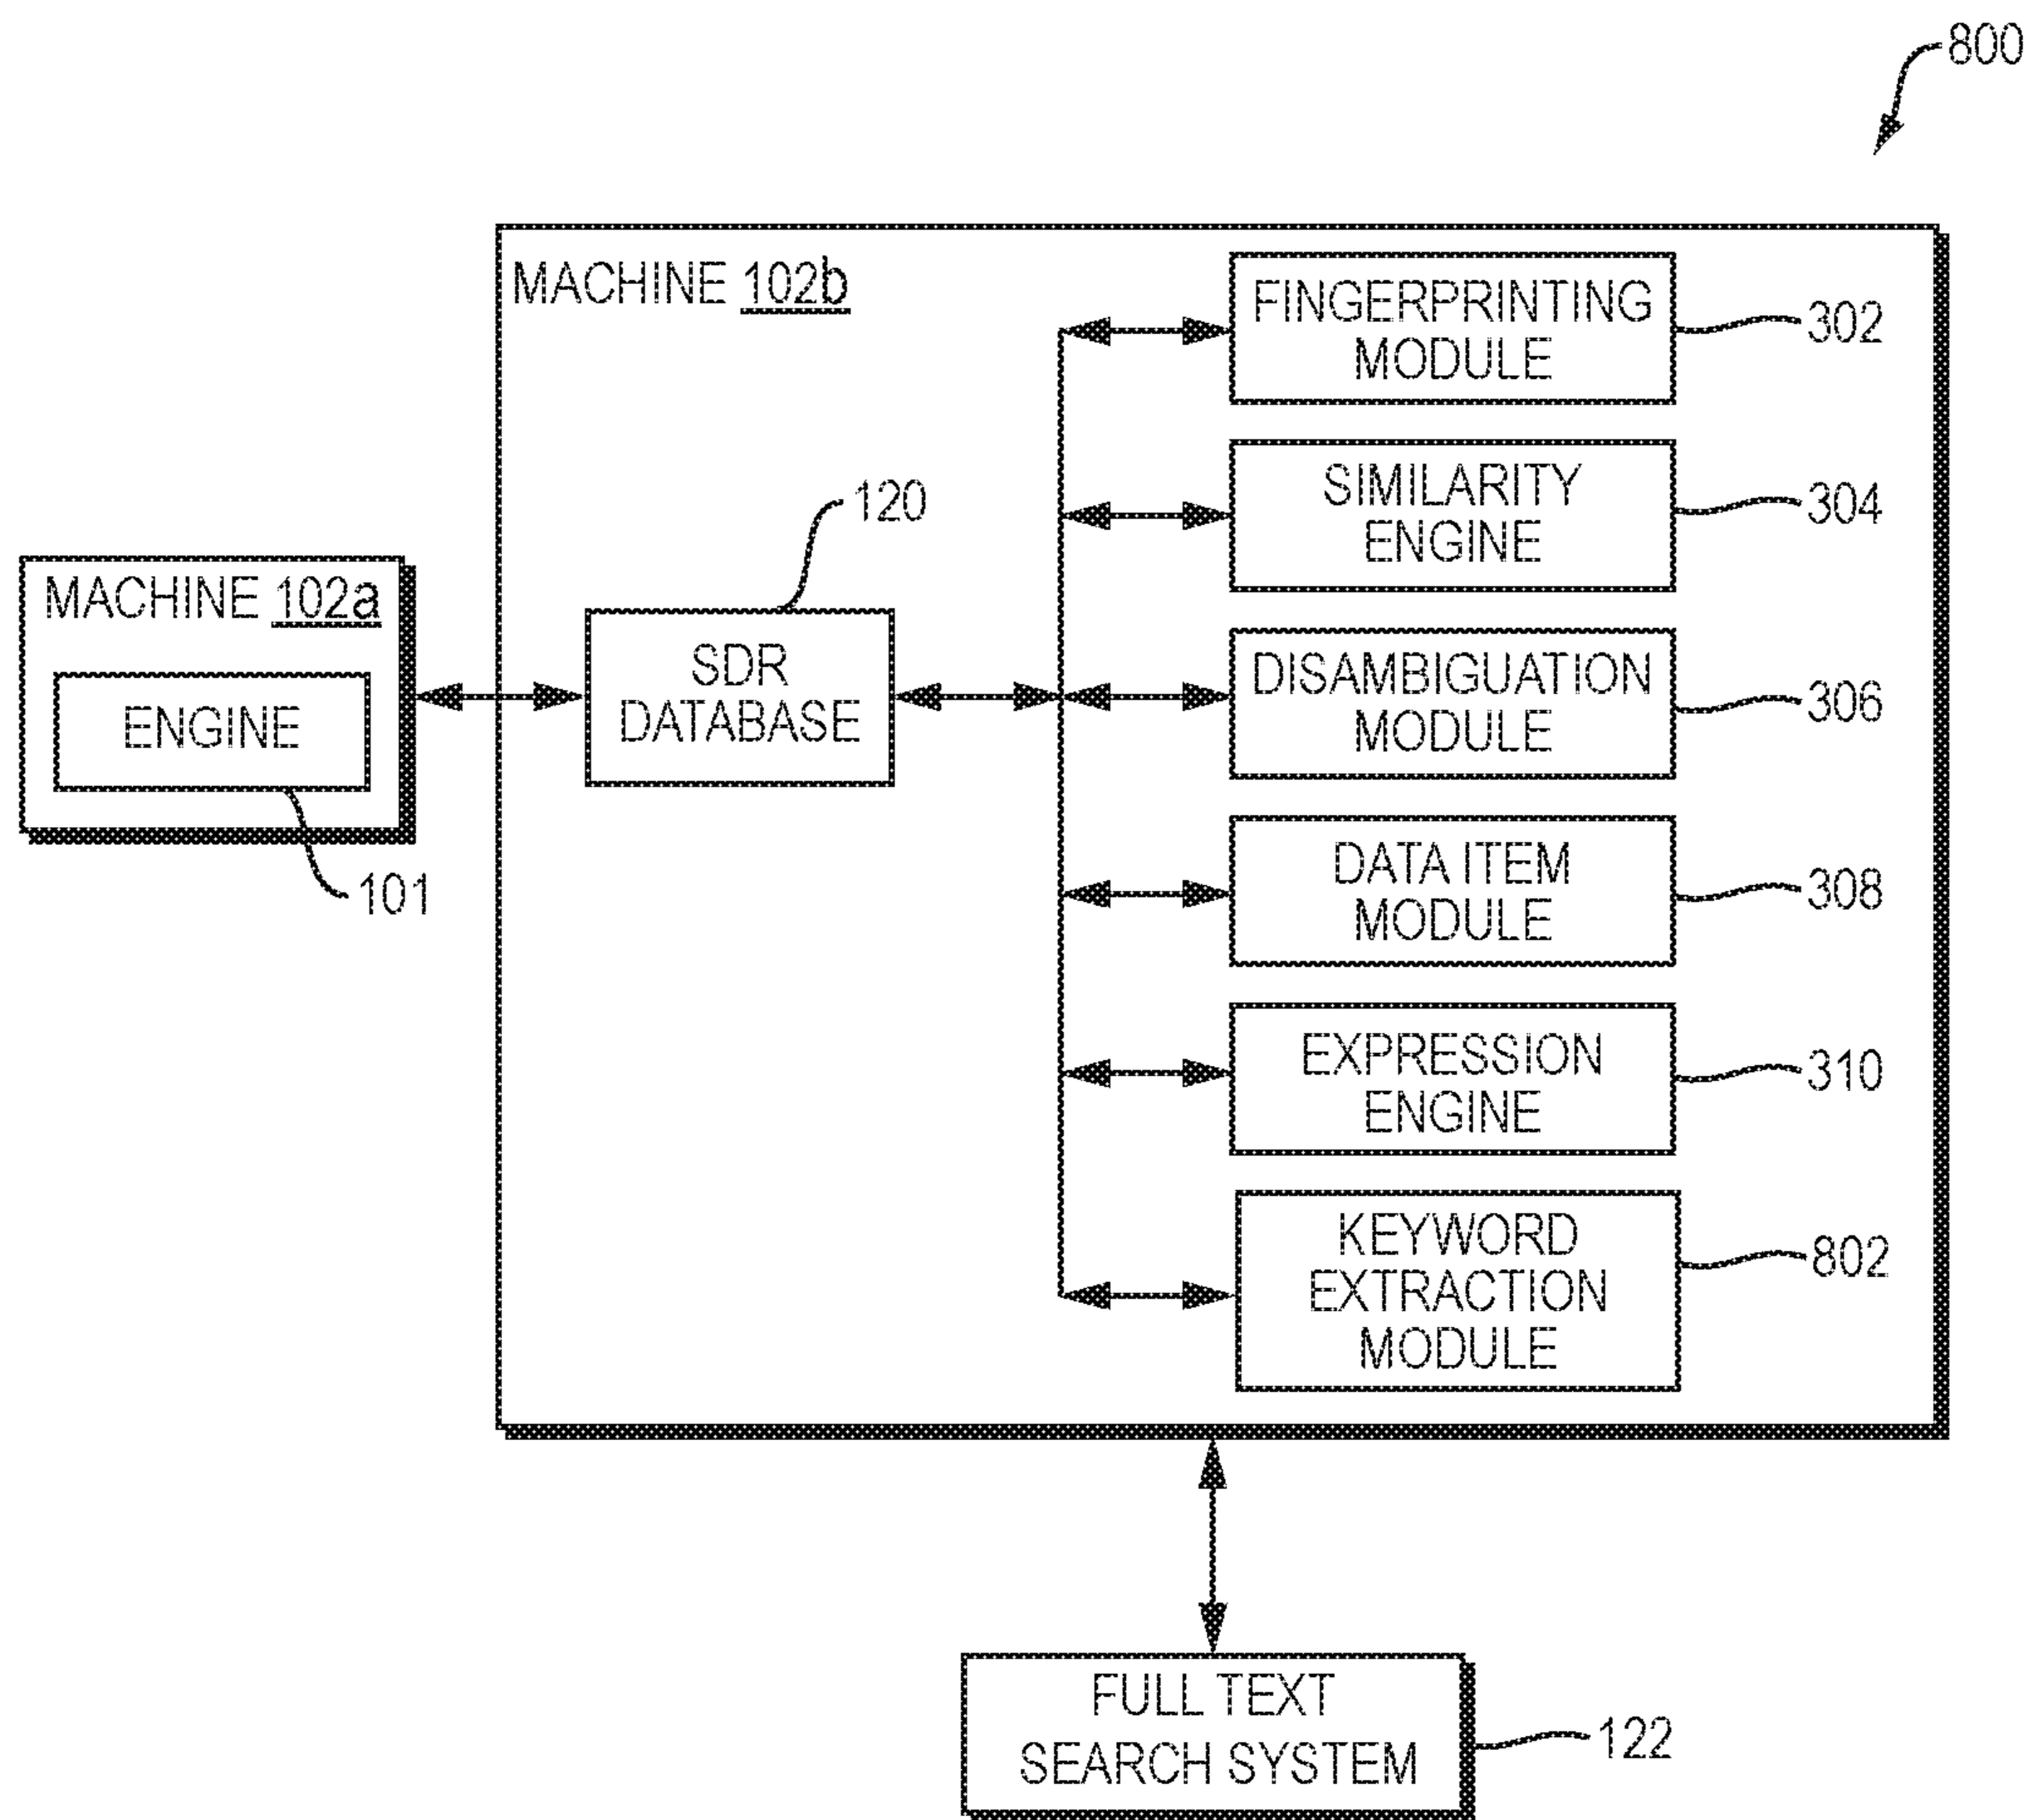 800
MACHINE 102b
FINGERPRINTING
MODULE
302
SIMILARITY
ENGINE
304
120
MACHINE 102a
ENGINE
101
SDR
DATABASE
DISAMBIGUATION
MODULE
306
DATA ITEM
MODULE
308
EXPRESSION
ENGINE
310
KEYWORD
EXTRACTION
MODULE
802
FULL TEXT
SEARCH SYSTEM
122